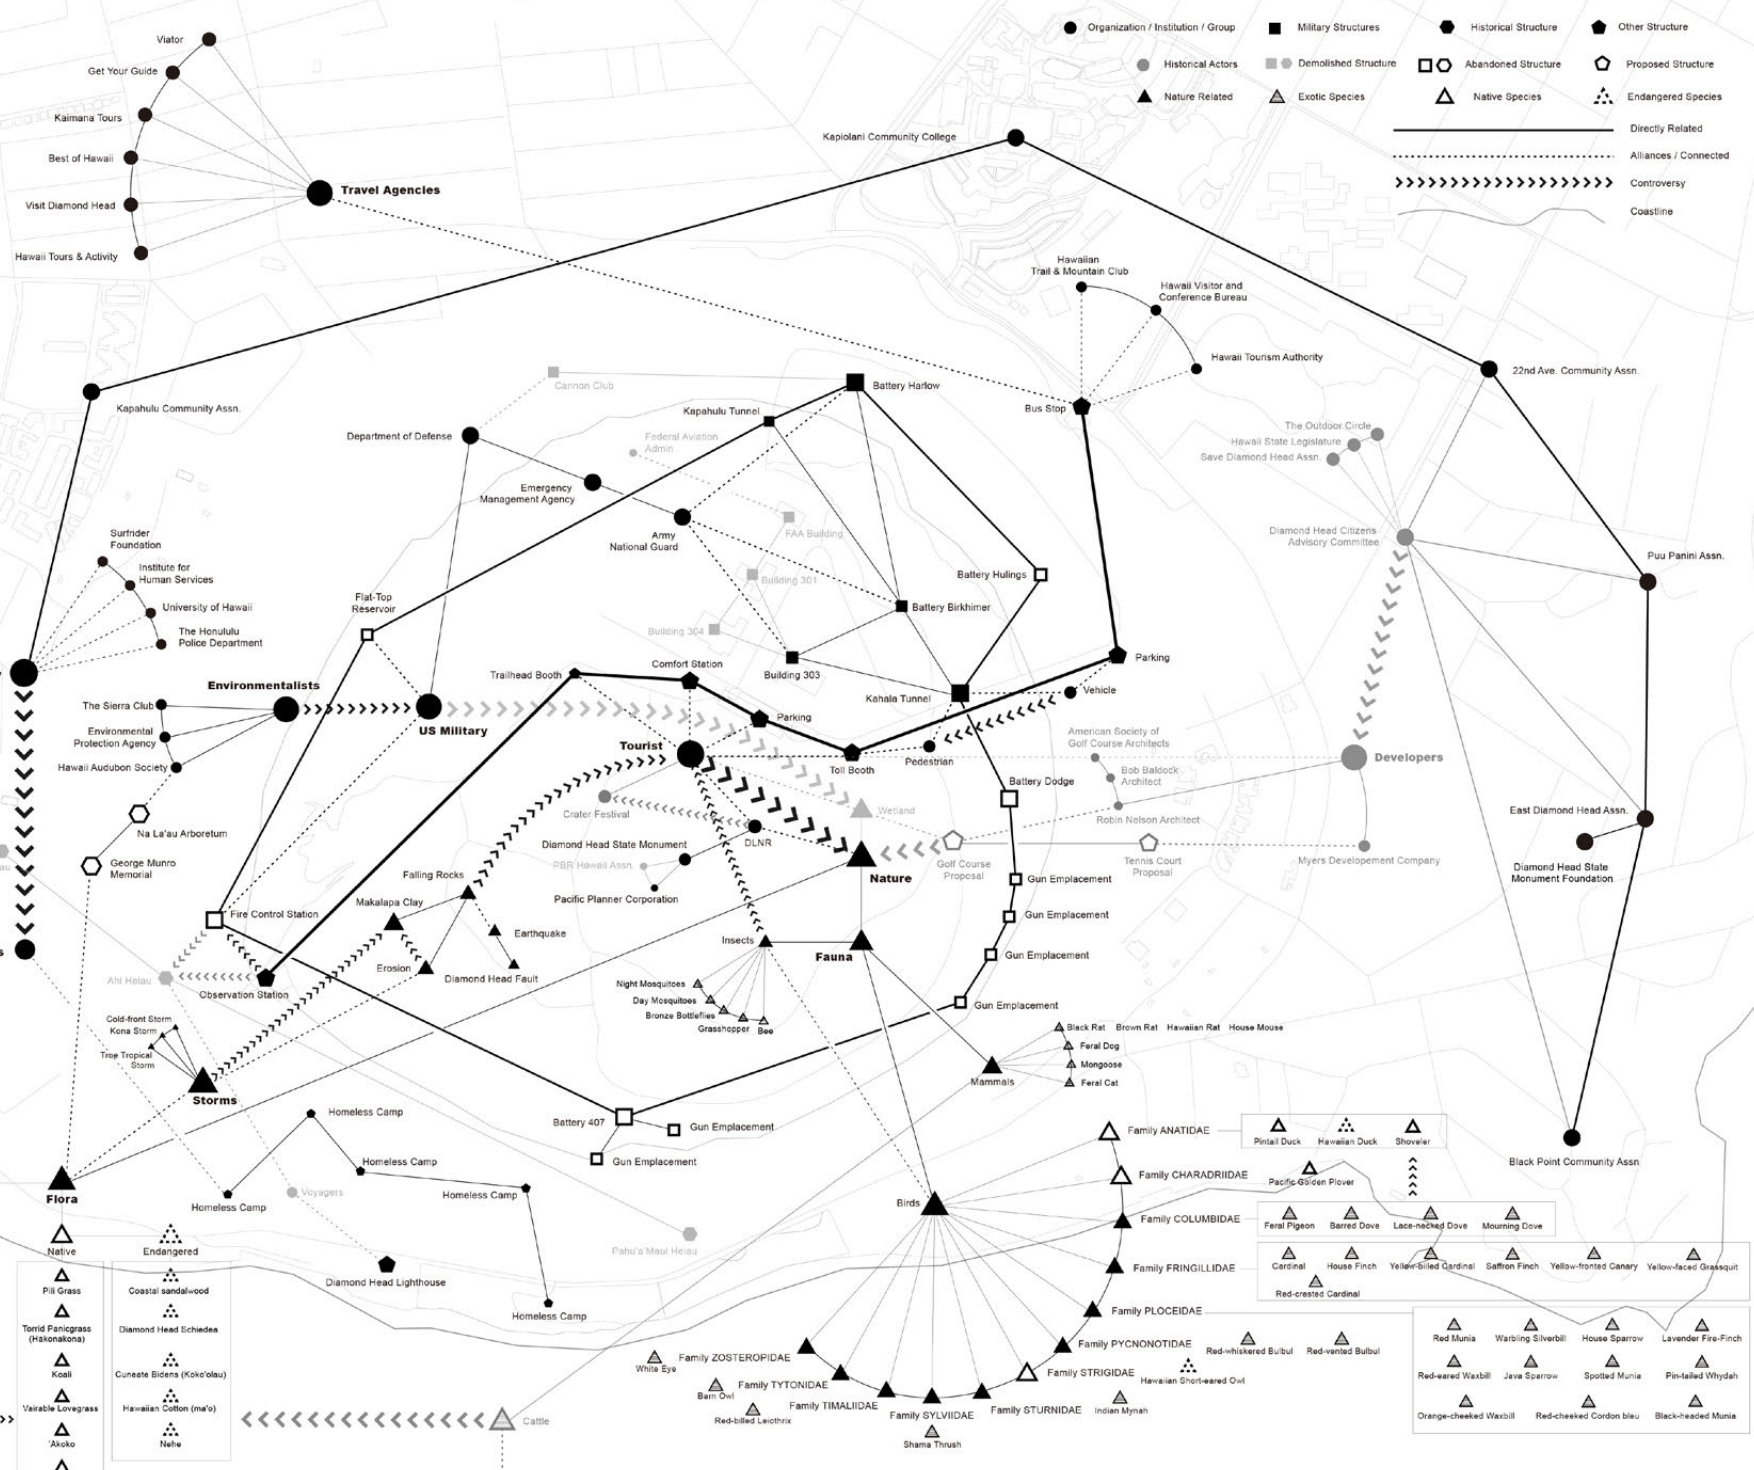 Viator
Get Your Guide
Kaimana Tours
Best of Hawaii
Visit Diamond Head
Hawaii Tours & Activity
Travel Agencies
Kapiolani Community College
Organization / Institution / Group
Military Structures
Historical Structure
Other Structure
Historical Actors
Demolished Structure
Abandoned Structure
Proposed Structure
Nature Related
Exotic Species
Native Species
Endangered Species
Directly Related
Alliances / Connected
Controversy
Coastline
Hawaiian
Trail & Mountain Club
Hawaii Visitor and
Conference Bureau
Hawaii Tourism Authority
Bus Stop
22nd Ave. Community Assn.
Kapahulu Community Assn.
Cannon Club
Battery Harlow
Kapahulu Tunnel
Department of Defense
Federal Aviation
Admin.
Emergency
Management Agency
Army
National Guard
FAA Building
Building 301
Building 304
Battery Hulings
Battery Birkhimer
Building 303
The Outdoor Circle
Hawaii State Legislature
Save Diamond Head Assn.
Diamond Head Citizens
Advisory Committee
Puu Panini Assn.
Surfrider
Foundation
Institute for
Human Services
University of Hawaii
The Honululu
Police Department
Flat-Top
Reservoir
Environmentalists
The Sierra Club
Environmental
Protection Agency
Hawaii Audubon Society
US Military
Trailhead Booth
Comfort Station
Parking
Tourist
Toll Booth
Kahala Tunnel
Vehicle
Parking
Pedestrian
American Society of
Golf Course Architects
Bob Baldock
Architect
Robin Nelson Architect
Developers
Battery Dodge
Na La'au Arboretum
George Munro
Memorial
Crater Festival
DLNR
Wetland
Diamond Head State Monument
PBR Hawaii Assn.
Pacific Planner Corporation
Nature
Golf Course
Proposal
Tennis Court
Proposal
Myers Developement Company
East Diamond Head Assn.
Diamond Head State
Monument Foundation
Falling Rocks
Makalapa Clay
Earthquake
Erosion
Diamond Head Fault
Fire Control Station
Ahi Heiau
Observation Station
Gun Emplacement
Gun Emplacement
Gun Emplacement
Gun Emplacement
Insects
Fauna
Night Mosquitoes
Day Mosquitoes
Bronze Bottleflies
Grasshopper
Bee
Cold-front Storm
Kona Storm
True Tropical
Storm
Storms
Black Rat
Brown Rat
Hawaiian Rat
House Mouse
Feral Dog
Mongoose
Feral Cat
Mammals
Homeless Camp
Homeless Camp
Homeless Camp
Homeless Camp
Homeless Camp
Battery 407
Gun Emplacement
Gun Emplacement
Voyagers
Pahu'a Maui Heiau
Diamond Head Lighthouse
Black Point Community Assn.
Flora
Native
Endangered
Pili Grass
Torrid Panicgrass
(Hakonakona)
Koali
Vairable Lovegrass
'Akoko
Coastal sandalwood
Diamond Head Schiedea
Cuneate Bidens (Koko'olau)
Hawaiian Cotton (ma'o)
Nehe
Cattle
Birds
Family ANATIDAE
Pintail Duck
Hawaiian Duck
Shoveler
Family CHARADRIIDAE
Pacific Golden Plover
Family COLUMBIDAE
Feral Pigeon
Barred Dove
Lace-necked Dove
Mourning Dove
Family FRINGILLIDAE
Cardinal
House Finch
Yellow-billed Cardinal
Saffron Finch
Yellow-fronted Canary
Yellow-faced Grassquit
Red-crested Cardinal
Family PLOCEIDAE
Red Munia
Warbling Silverbill
House Sparrow
Lavender Fire-Finch
Red-eared Waxbill
Java Sparrow
Spotted Munia
Pin-tailed Whydah
Orange-cheeked Waxbill
Red-cheeked Cordon bleu
Black-headed Munia
Family PYCNONOTIDAE
Red-whiskered Bulbul
Red-vented Bulbul
Family STRIGIDAE
Hawaiian Short-eared Owl
Family STURNIDAE
Indian Mynah
Family SYLVIIDAE
Shama Thrush
Family TIMALIIDAE
Red-billed Leiothrix
Family TYTONIDAE
Barn Owl
Family ZOSTEROPIDAE
White Eye